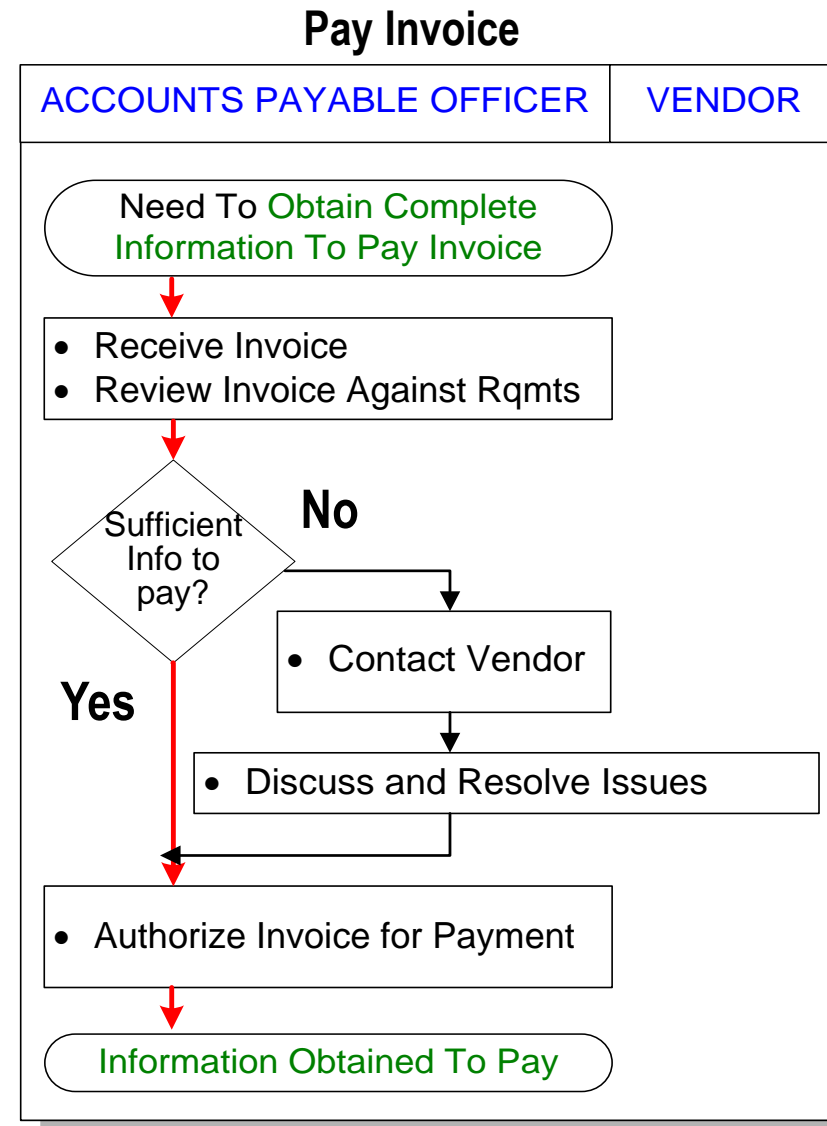 Pay Invoice
ACCOUNTS PAYABLE OFFICER
VENDOR
Need To Obtain Complete
Information To Pay Invoice
• Receive Invoice
• Review Invoice Against Rqmts
Sufficient
Info to
pay?
No
• Contact Vendor
Yes
• Discuss and Resolve Issues
• Authorize Invoice for Payment
Information Obtained To Pay